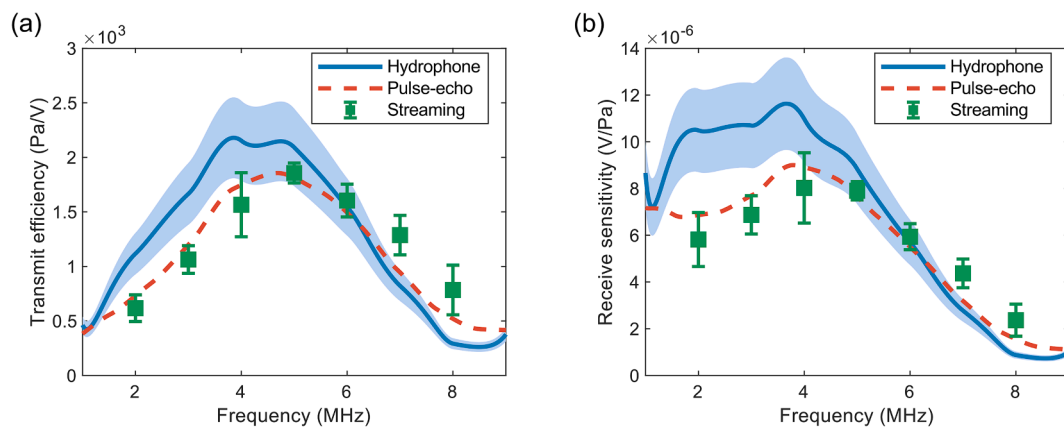 (a)
× 10³
3
2.5
2
1.5
1
0.5
0
2
4
6
8
Transmit efficiency (Pa/V)
Frequency (MHz)
Hydrophone
Pulse-echo
Streaming
(b)
× 10⁻⁶
14
12
10
8
6
4
2
0
2
4
6
8
Receive sensitivity (V/Pa)
Frequency (MHz)
Hydrophone
Pulse-echo
Streaming